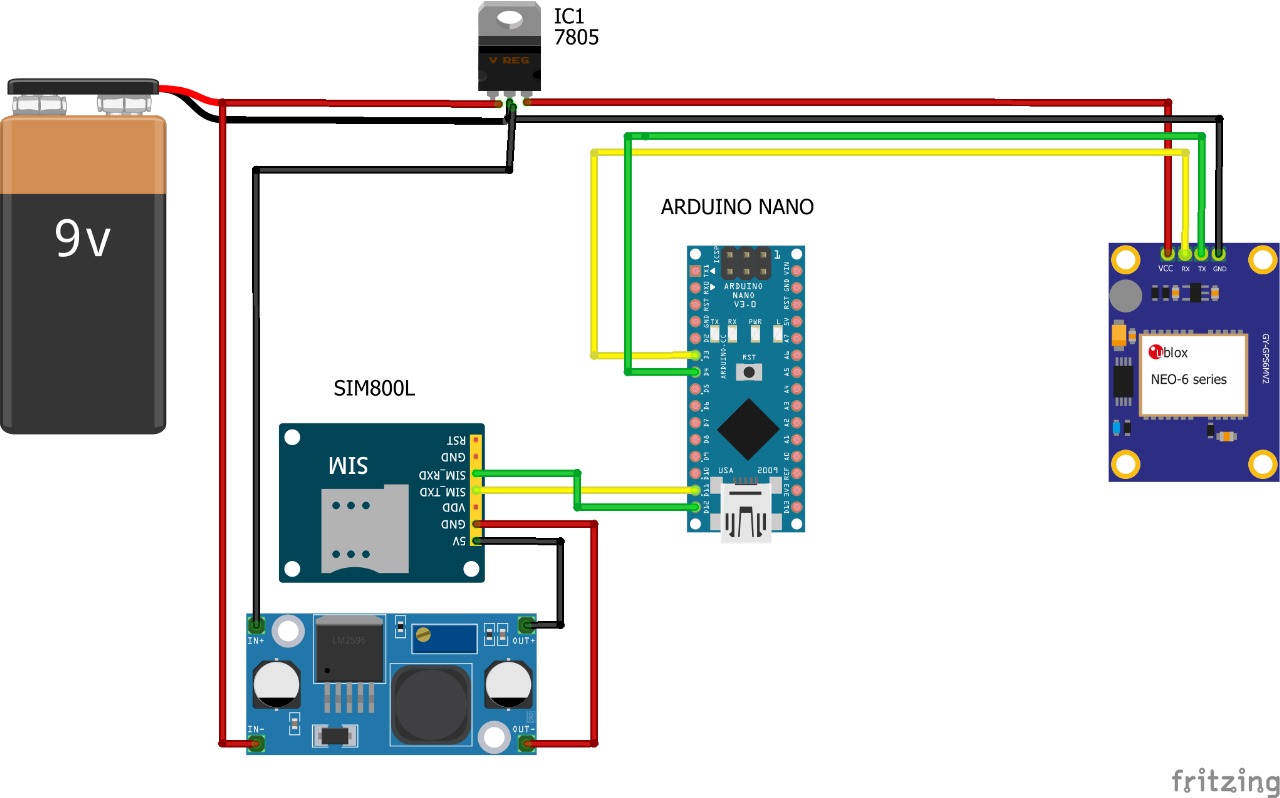 IC1
7805
V REG
9v
ARDUINO NANO
VCC
RX
TX
GND
ICSP
1
TX1
RX0
RST
GND
D2
D3
D4
D5
D6
D7
D8
D9
D10
D11
D12
VIN
GND
RST
5V
A7
A6
A5
A4
A3
A2
A1
A0
REF
3V3
D13
ARDUINO
NANO
V3.0
TX
RX
PWR
L
RST
ARDUINO.CC
USA
2009
ublox
NEO-6 series
GY-GPS6MV2
SIM800L
SIM
RST
GND
SIM_RXD
SIM_TXD
VDD
GND
5V
IN+
LM2596
OUT+
IN-
OUT-
fritzing